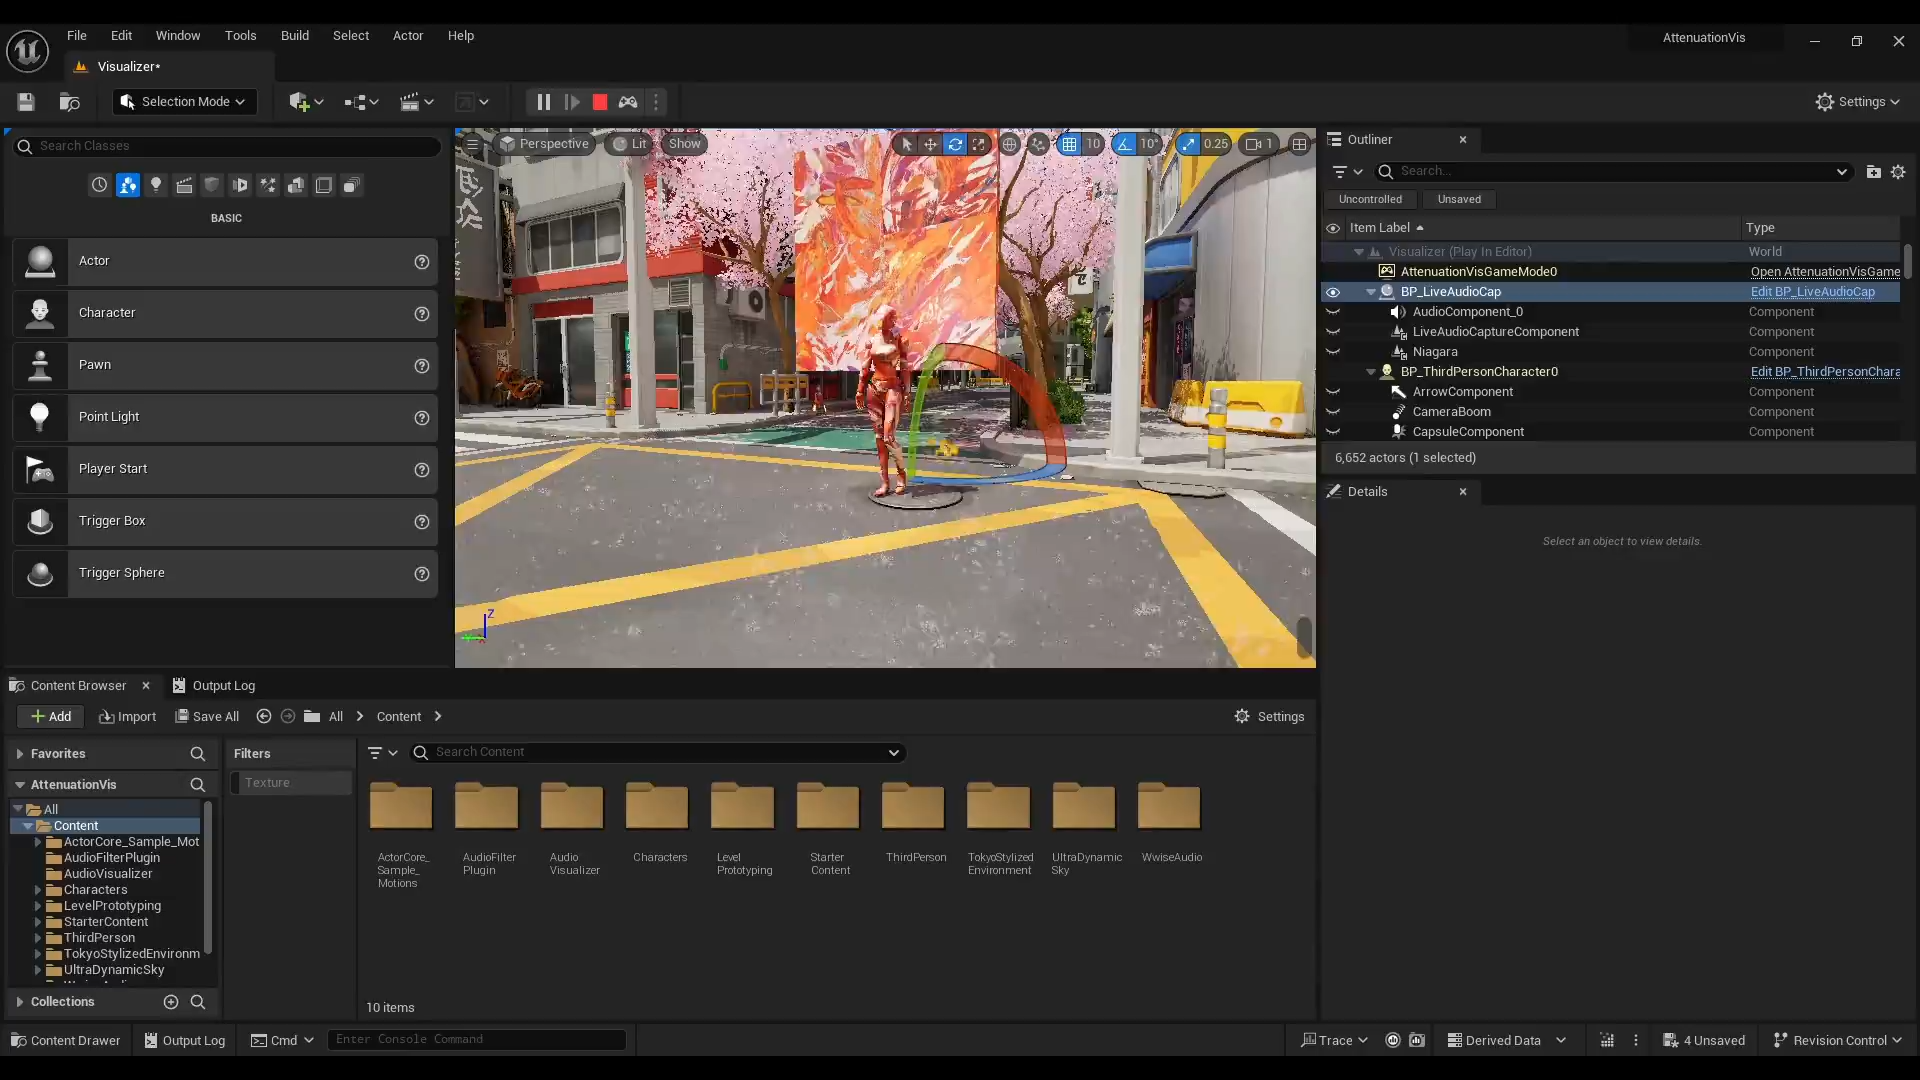 File Edit Window Tools Build Select Actor Help
AttenuationVis
Visualizer*
Selection Mode
Settings
Search Classes
BASIC
Actor
Character
Pawn
Point Light
Player Start
Trigger Box
Trigger Sphere
Perspective
Lit
Show
10
10°
0.25
1
Outliner
Search...
Uncontrolled
Unsaved
Item Label
Type
Visualizer (Play In Editor) World
AttenuationVisGameMode0 Open AttenuationVisGame
BP_LiveAudioCap Edit BP_LiveAudioCap
AudioComponent_0 Component
LiveAudioCaptureComponent Component
Niagara Component
BP_ThirdPersonCharacter0 Edit BP_ThirdPersonChara
ArrowComponent Component
CameraBoom Component
CapsuleComponent Component
6,652 actors (1 selected)
Details
Select an object to view details.
Z
Content Browser
Output Log
Add
Import
Save All
All
Content
Settings
Favorites
Filters
Search Content
Texture
AttenuationVis
All
Content
ActorCore_Sample_Mot
AudioFilterPlugin
AudioVisualizer
Characters
LevelPrototyping
StarterContent
ThirdPerson
TokyoStylizedEnvironm
UltraDynamicSky
Collections
ActorCore_
Sample_
Motions
AudioFilter
Plugin
Audio
Visualizer
Characters
Level
Prototyping
Starter
Content
ThirdPerson
TokyoStylized
Environment
UltraDynamic
Sky
WwiseAudio
10 items
Content Drawer
Output Log
Cmd
Enter Console Command
Trace
Derived Data
4 Unsaved
Revision Control